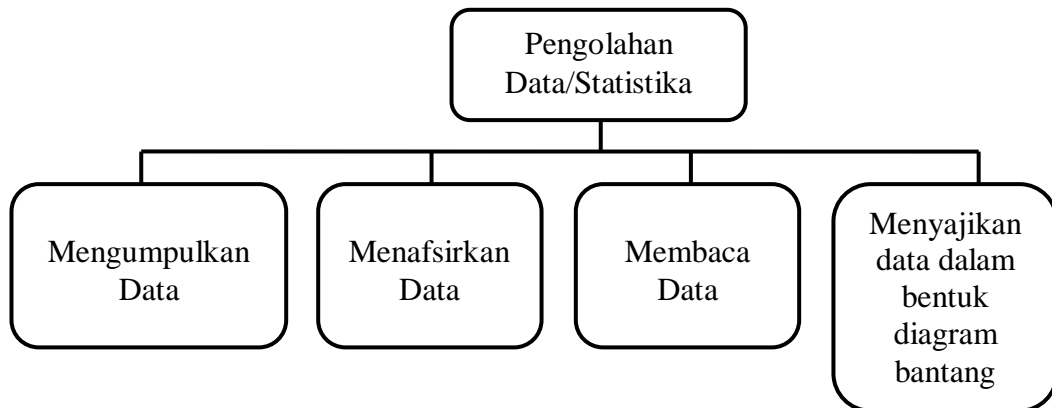 Pengolahan
Data/Statistika
Mengumpulkan
Data
Menafsirkan
Data
Membaca
Data
Menyajikan
data dalam
bentuk
diagram
bantang